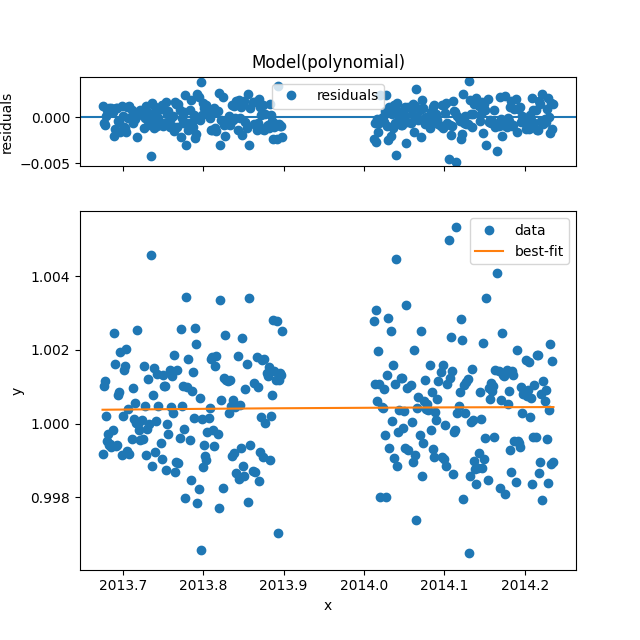 Model(polynomial)
residuals
0.000
−0.005
residuals
data
best-fit
1.004
1.002
1.000
0.998
y
2013.7 2013.8 2013.9 2014.0 2014.1 2014.2
x